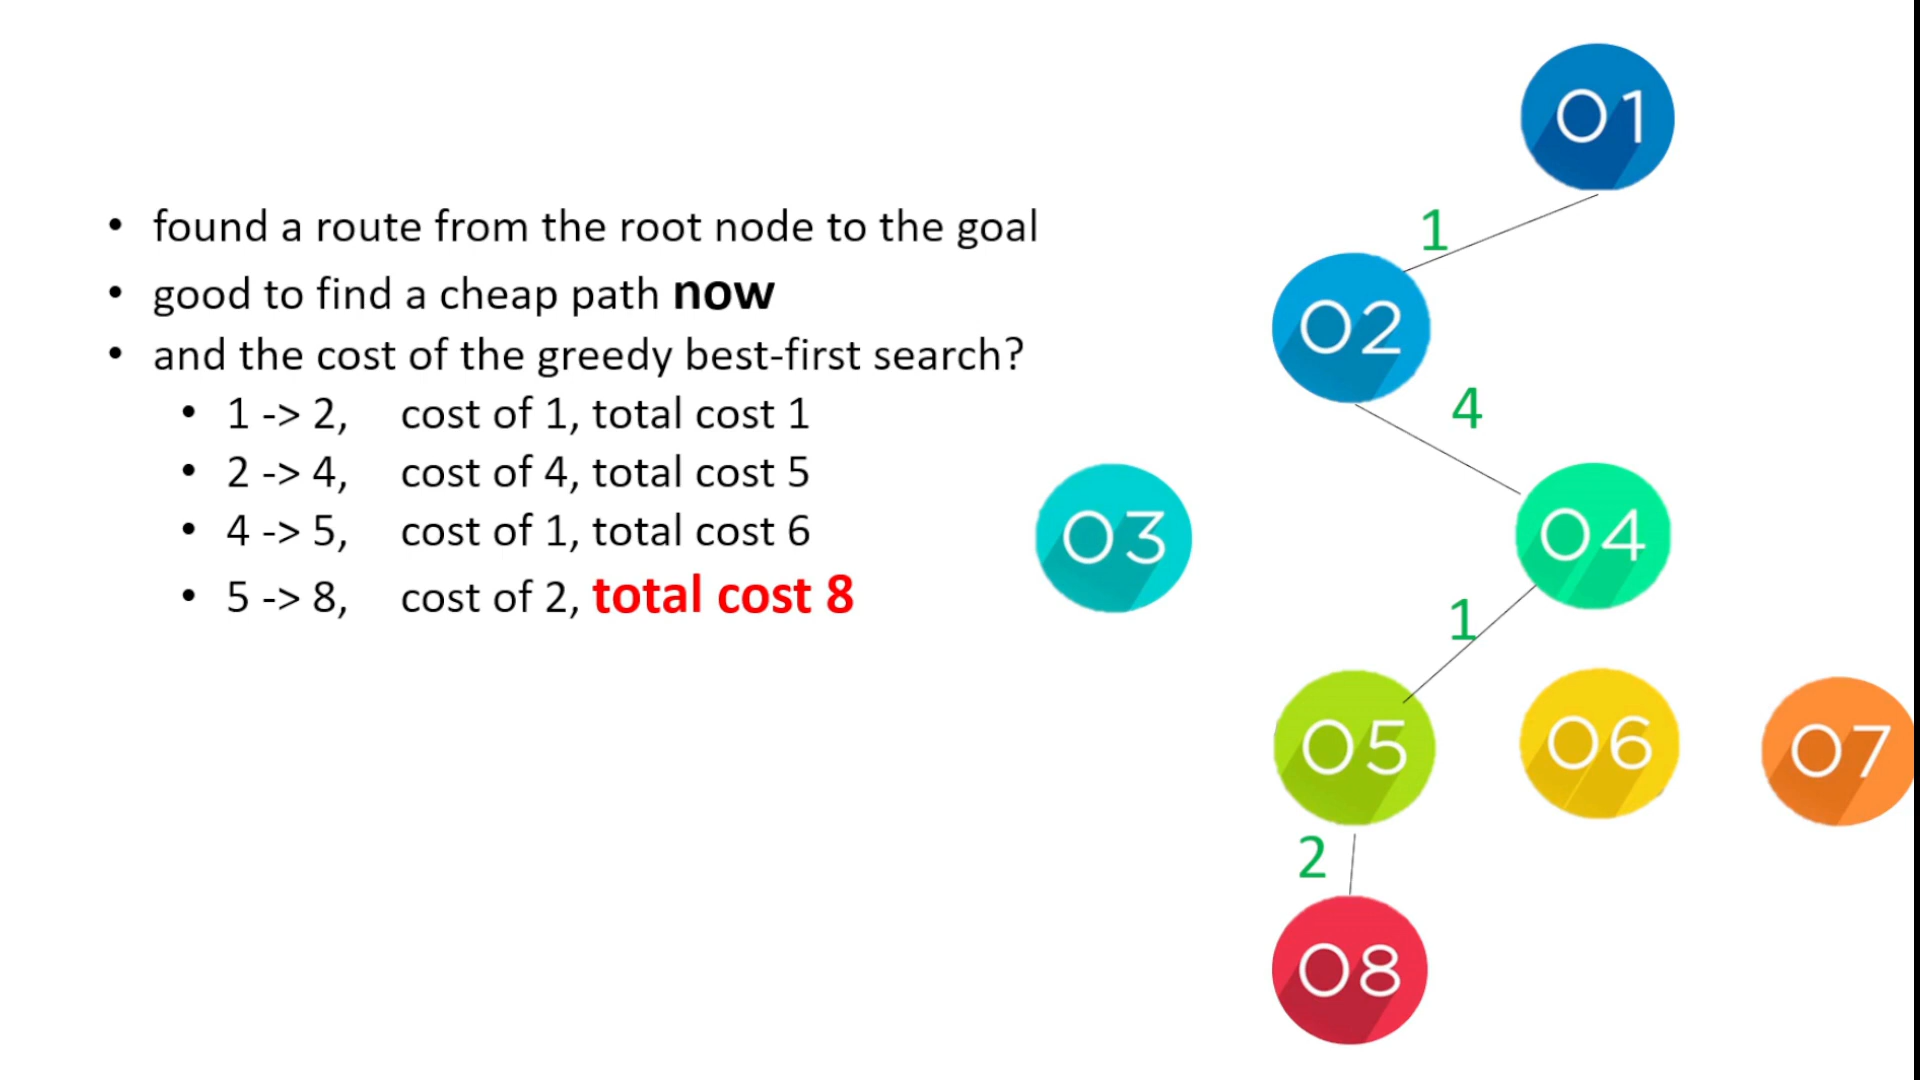 • found a route from the root node to the goal
• good to find a cheap path now
• and the cost of the greedy best-first search?
• 1 -> 2, cost of 1, total cost 1
• 2 -> 4, cost of 4, total cost 5
• 4 -> 5, cost of 1, total cost 6
• 5 -> 8, cost of 2, total cost 8
01
1
02
4
03
04
1
05
06
07
2
08